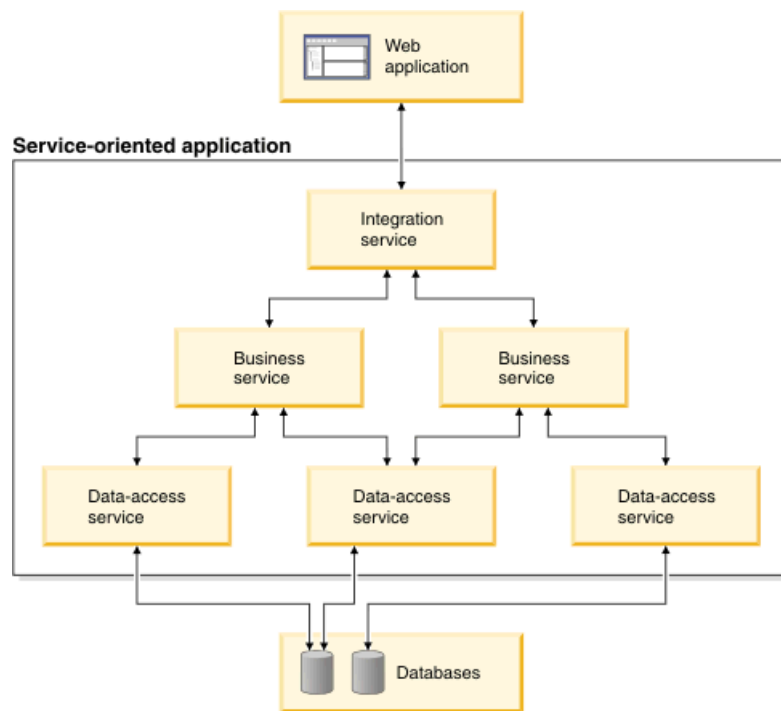 Web
application
Service-oriented application
Integration
service
Business
service
Business
service
Data-access
service
Data-access
service
Data-access
service
Databases